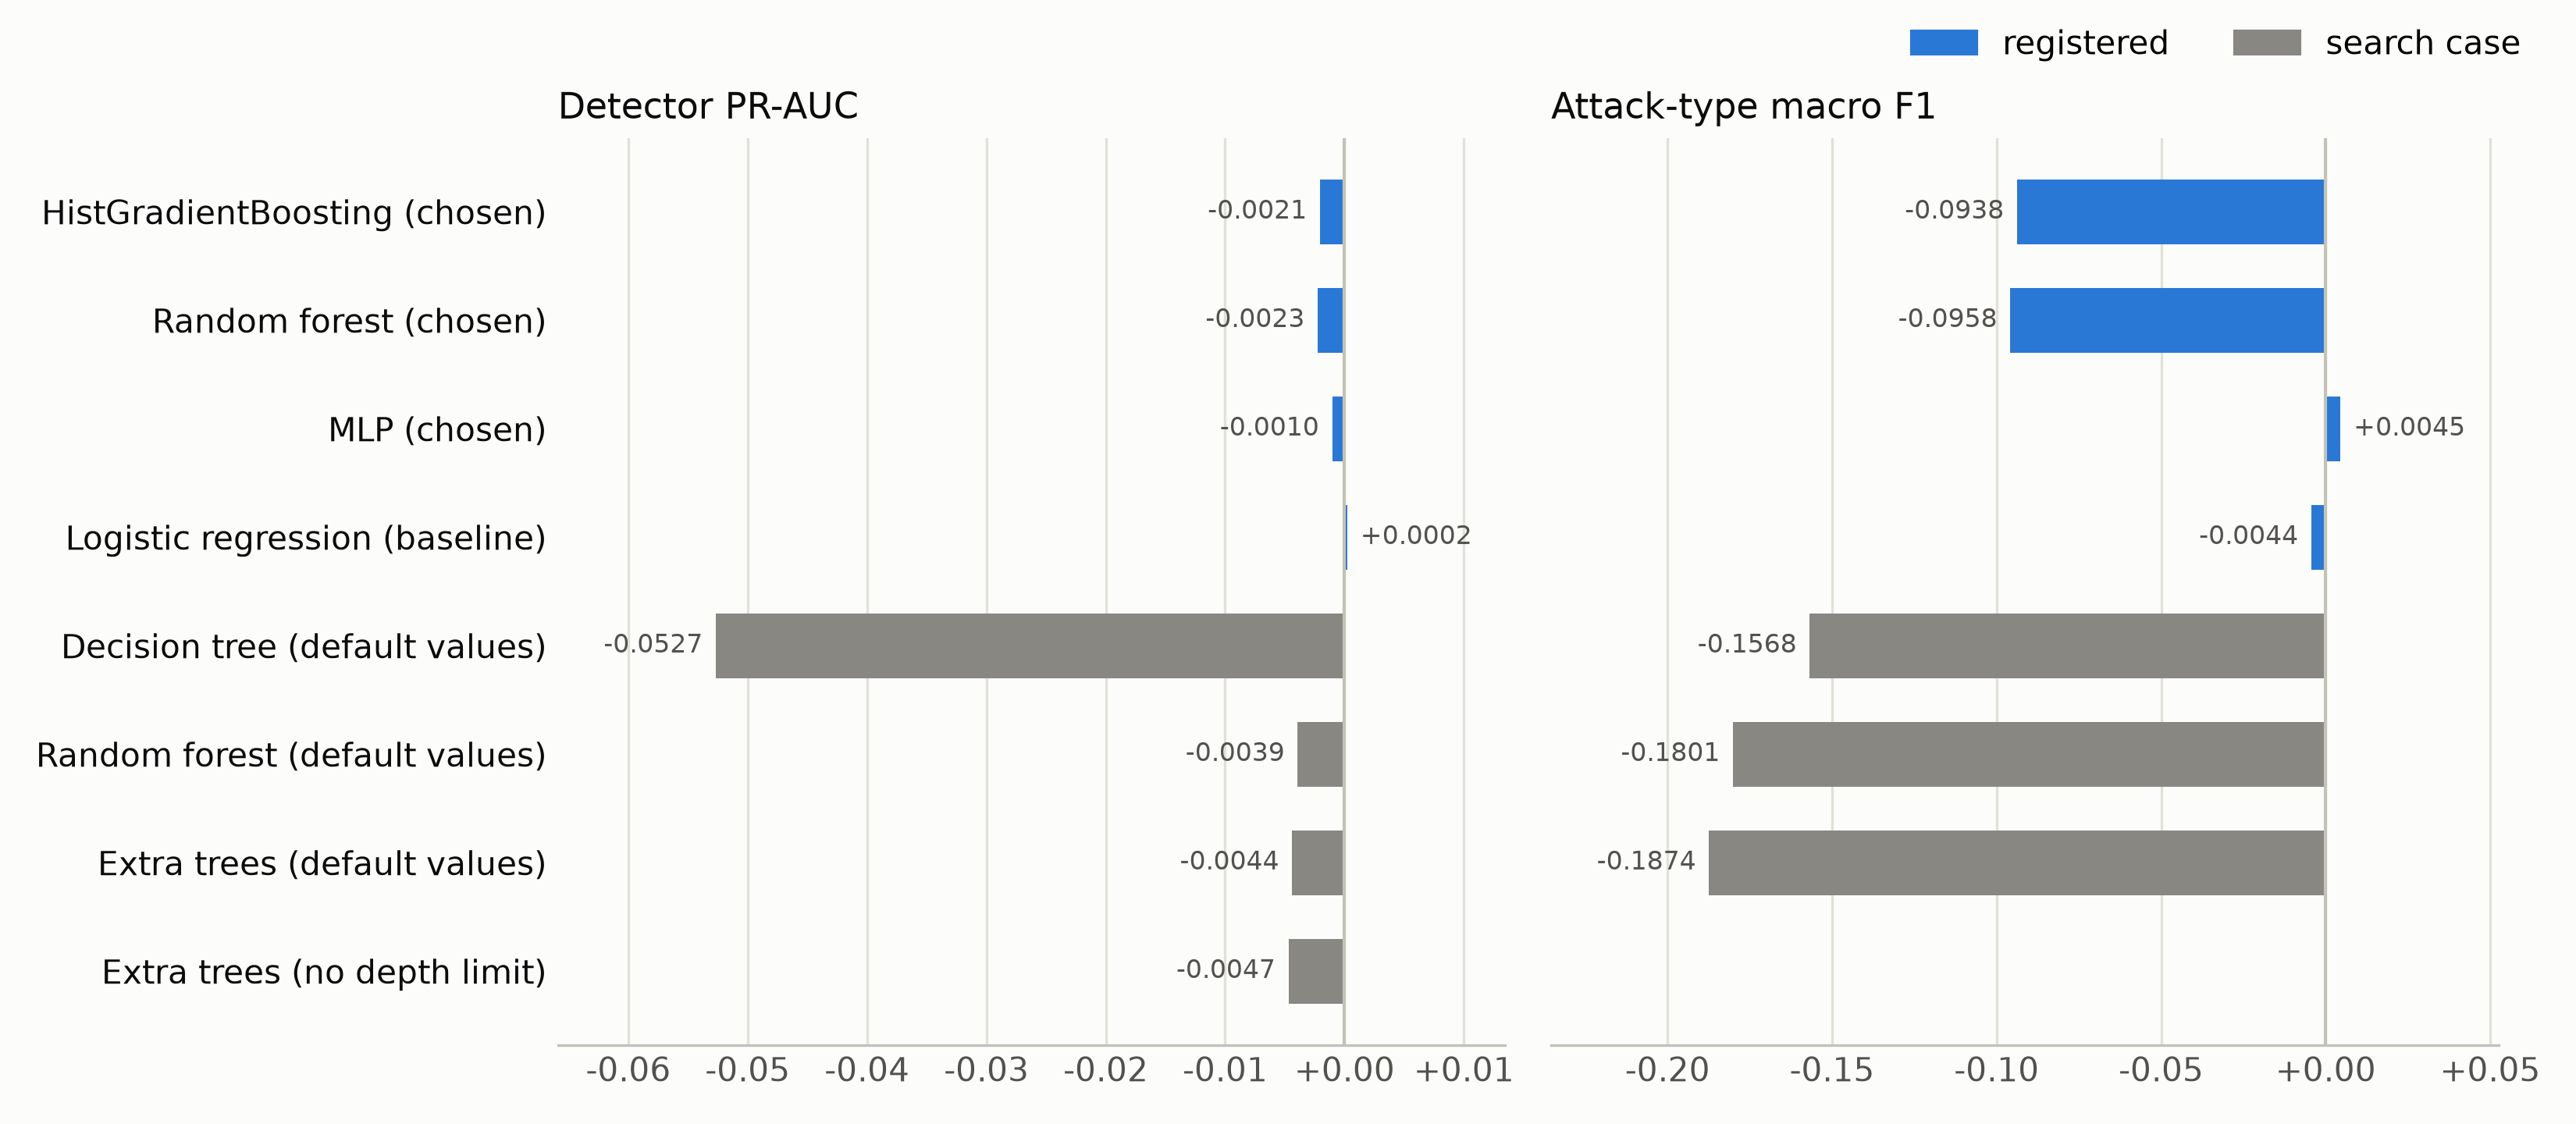 registered search case
Detector PR-AUC Attack-type macro F1
HistGradientBoosting (chosen) -0.0021 -0.0938
Random forest (chosen) -0.0023 -0.0958
MLP (chosen) -0.0010 +0.0045
Logistic regression (baseline) +0.0002 -0.0044
Decision tree (default values) -0.0527 -0.1568
Random forest (default values) -0.0039 -0.1801
Extra trees (default values) -0.0044 -0.1874
Extra trees (no depth limit) -0.0047
-0.06 -0.05 -0.04 -0.03 -0.02 -0.01 +0.00 +0.01 -0.20 -0.15 -0.10 -0.05 +0.00 +0.05